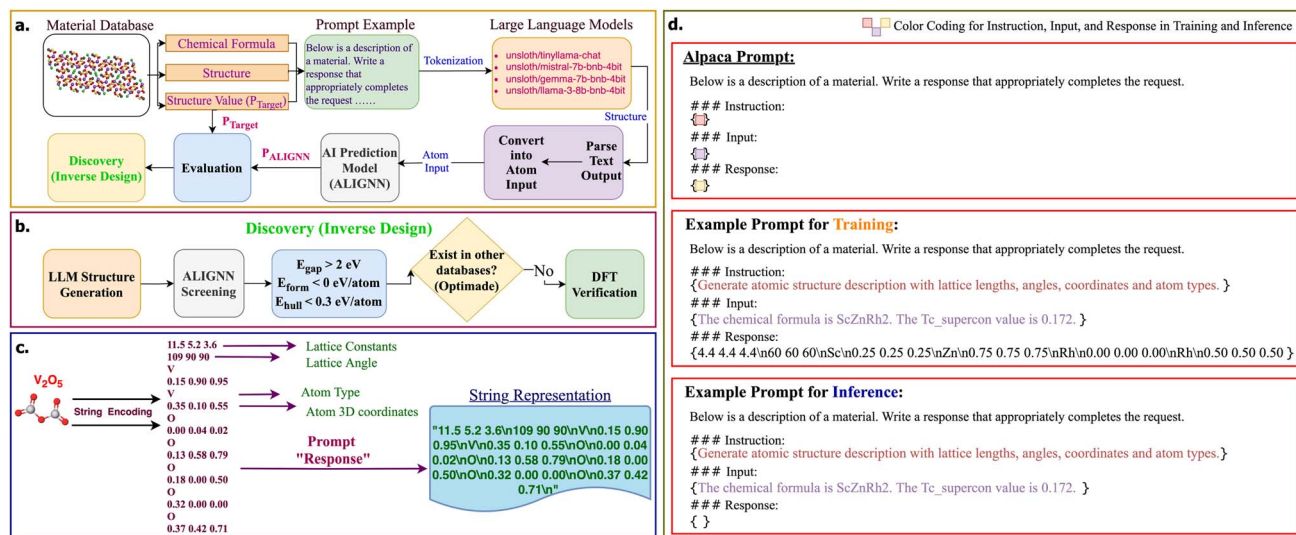 a.
Material Database
Chemical Formula
Structure
Structure Value (P_Target)
Prompt Example
Below is a description of
a material. Write a
response that
appropriately completes
the request ……
Tokenization
Large Language Models
• unsloth/tinyllama-chat
• unsloth/mistral-7b-bnb-4bit
• unsloth/gemma-7b-bnb-4bit
• unsloth/llama-3-8b-bnb-4bit
Structure
P_Target
Discovery
(Inverse Design)
Evaluation
P_ALIGNN
AI Prediction
Model
(ALIGNN)
Atom
Input
Convert
into
Atom
Input
Parse
Text
Output
b.
Discovery (Inverse Design)
LLM Structure
Generation
ALIGNN
Screening
E_gap > 2 eV
E_form < 0 eV/atom
E_hull < 0.3 eV/atom
Exist in other
databases?
(Optimade)
No
DFT
Verification
c.
V₂O₅
String Encoding
11.5 5.2 3.6
109 90 90
V
0.15 0.90 0.95
V
0.35 0.10 0.55
O
0.00 0.04 0.02
O
0.13 0.58 0.79
O
0.18 0.00 0.50
O
0.32 0.00 0.00
O
0.37 0.42 0.71
Lattice Constants
Lattice Angle
Atom Type
Atom 3D coordinates
Prompt
"Response"
String Representation
"11.5 5.2 3.6\n109 90 90\nV\n0.15 0.90
0.95\nV\n0.35 0.10 0.55\nO\n0.00 0.04
0.02\nO\n0.13 0.58 0.79\nO\n0.18 0.00
0.50\nO\n0.32 0.00 0.00\nO\n0.37 0.42
0.71\n"
d.
Color Coding for Instruction, Input, and Response in Training and Inference
Alpaca Prompt:
Below is a description of a material. Write a response that appropriately completes the request.
### Instruction:
{ }
### Input:
{ }
### Response:
{ }
Example Prompt for Training:
Below is a description of a material. Write a response that appropriately completes the request.
### Instruction:
{Generate atomic structure description with lattice lengths, angles, coordinates and atom types. }
### Input:
{The chemical formula is ScZnRh2. The Tc_supercon value is 0.172. }
### Response:
{4.4 4.4 4.4\n60 60 60\nSc\n0.25 0.25 0.25\nZn\n0.75 0.75 0.75\nRh\n0.00 0.00 0.00\nRh\n0.50 0.50 0.50 }
Example Prompt for Inference:
Below is a description of a material. Write a response that appropriately completes the request.
### Instruction:
{Generate atomic structure description with lattice lengths, angles, coordinates and atom types.}
### Input:
{The chemical formula is ScZnRh2. The Tc_supercon value is 0.172. }
### Response:
{ }